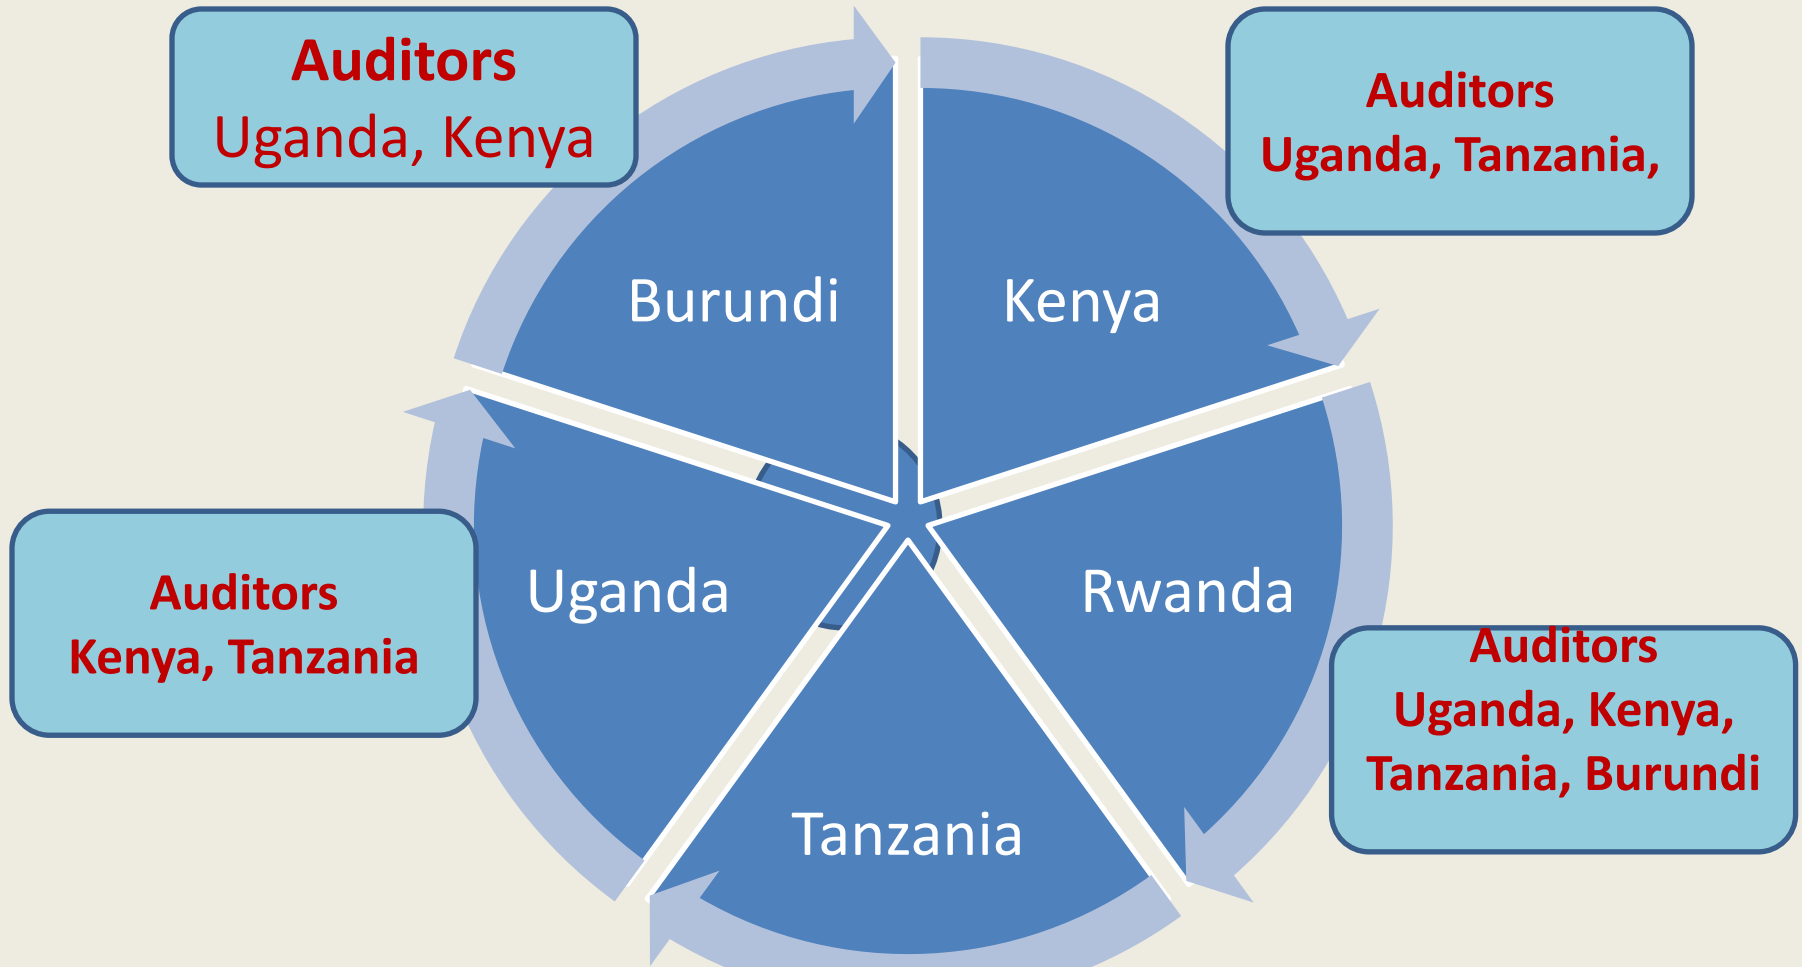 Auditors
Uganda, Kenya
Auditors
Uganda, Tanzania,
Burundi
Kenya
Uganda
Rwanda
Auditors
Kenya, Tanzania
Auditors
Uganda, Kenya,
Tanzania, Burundi
Tanzania